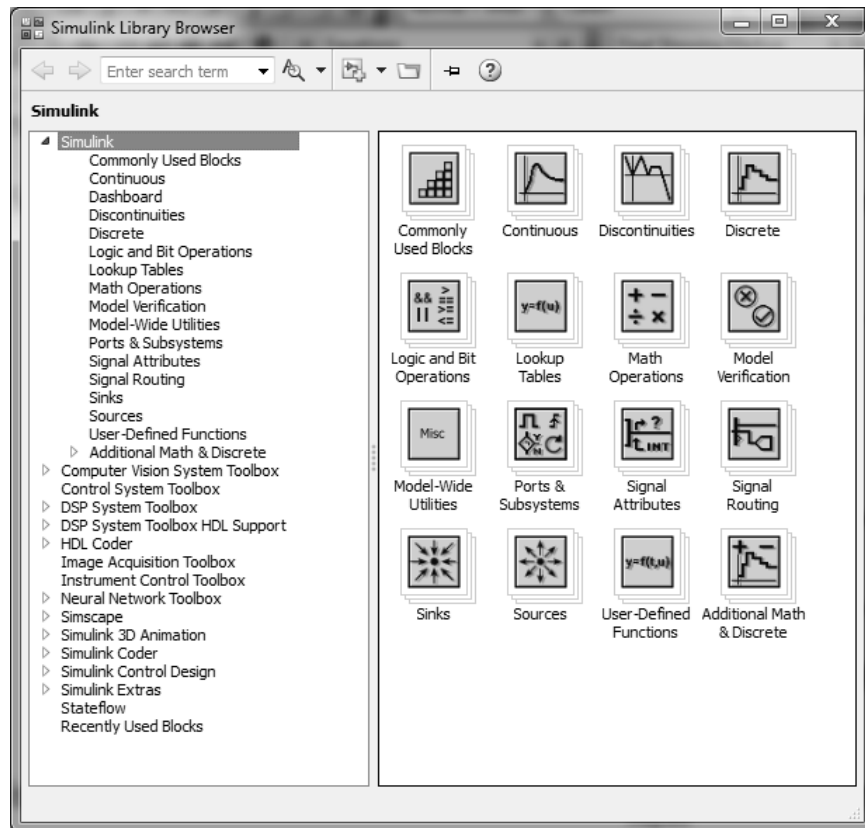 Simulink Library Browser
Enter search term
Simulink
Simulink
Commonly Used Blocks
Continuous
Dashboard
Discontinuities
Discrete
Logic and Bit Operations
Lookup Tables
Math Operations
Model Verification
Model-Wide Utilities
Ports & Subsystems
Signal Attributes
Signal Routing
Sinks
Sources
User-Defined Functions
Additional Math & Discrete
Computer Vision System Toolbox
Control System Toolbox
DSP System Toolbox
DSP System Toolbox HDL Support
HDL Coder
Image Acquisition Toolbox
Instrument Control Toolbox
Neural Network Toolbox
Simscape
Simulink 3D Animation
Simulink Coder
Simulink Control Design
Simulink Extras
Stateflow
Recently Used Blocks
Commonly
Used Blocks
Continuous
Discontinuities
Discrete
&& > ==
|| >= <=
Logic and Bit
Operations
y=f(u)
Lookup
Tables
+ −
÷ ×
Math
Operations
Model
Verification
Misc
Model-Wide
Utilities
Y
N
Ports &
Subsystems
?
INT
Signal
Attributes
Signal
Routing
Sinks
Sources
y=f(t,u)
User-Defined
Functions
+ −
Additional Math
& Discrete